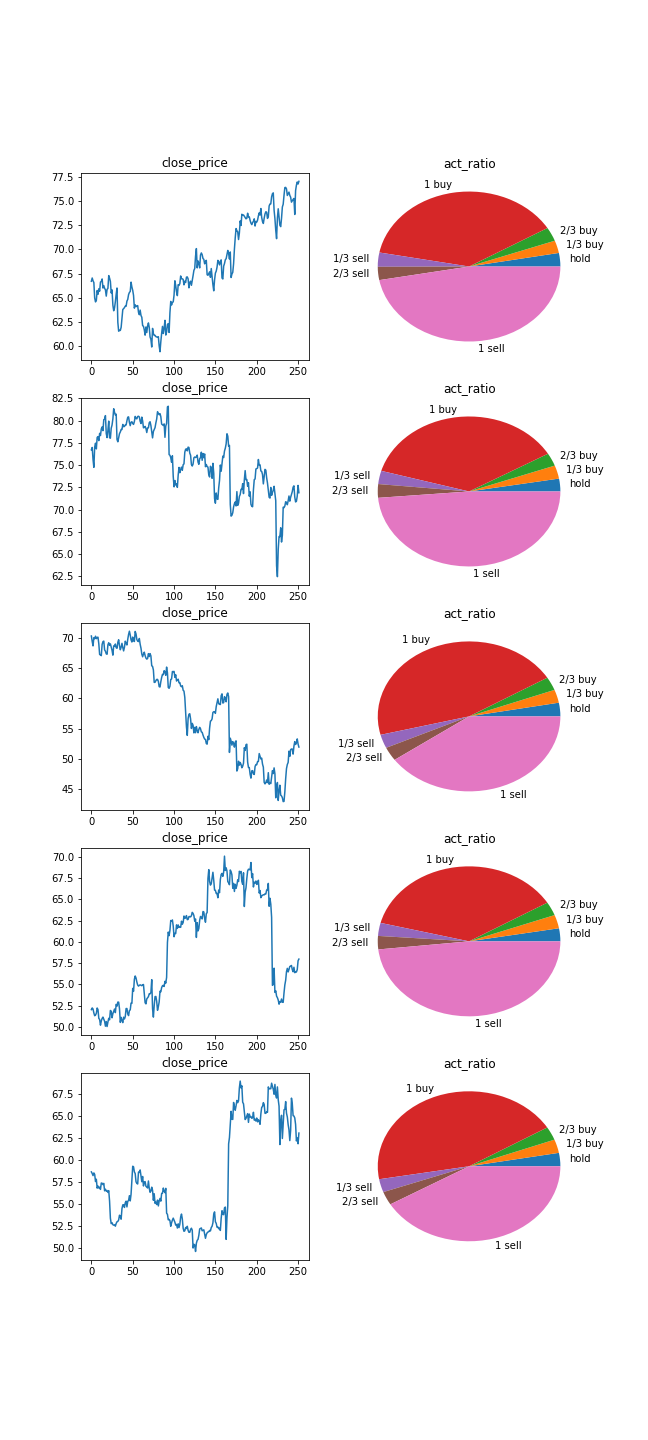 close_price
act_ratio
77.5
75.0
72.5
70.0
67.5
65.0
62.5
60.0
0 50 100 150 200 250
1 buy
2/3 buy
1/3 buy
hold
1/3 sell
2/3 sell
1 sell
close_price
act_ratio
82.5
80.0
77.5
75.0
72.5
70.0
67.5
65.0
62.5
0 50 100 150 200 250
1 buy
2/3 buy
1/3 buy
hold
1/3 sell
2/3 sell
1 sell
close_price
act_ratio
70
65
60
55
50
45
0 50 100 150 200 250
1 buy
2/3 buy
1/3 buy
hold
1/3 sell
2/3 sell
1 sell
close_price
act_ratio
70.0
67.5
65.0
62.5
60.0
57.5
55.0
52.5
50.0
0 50 100 150 200 250
1 buy
2/3 buy
1/3 buy
hold
1/3 sell
2/3 sell
1 sell
close_price
act_ratio
67.5
65.0
62.5
60.0
57.5
55.0
52.5
50.0
0 50 100 150 200 250
1 buy
2/3 buy
1/3 buy
hold
1/3 sell
2/3 sell
1 sell